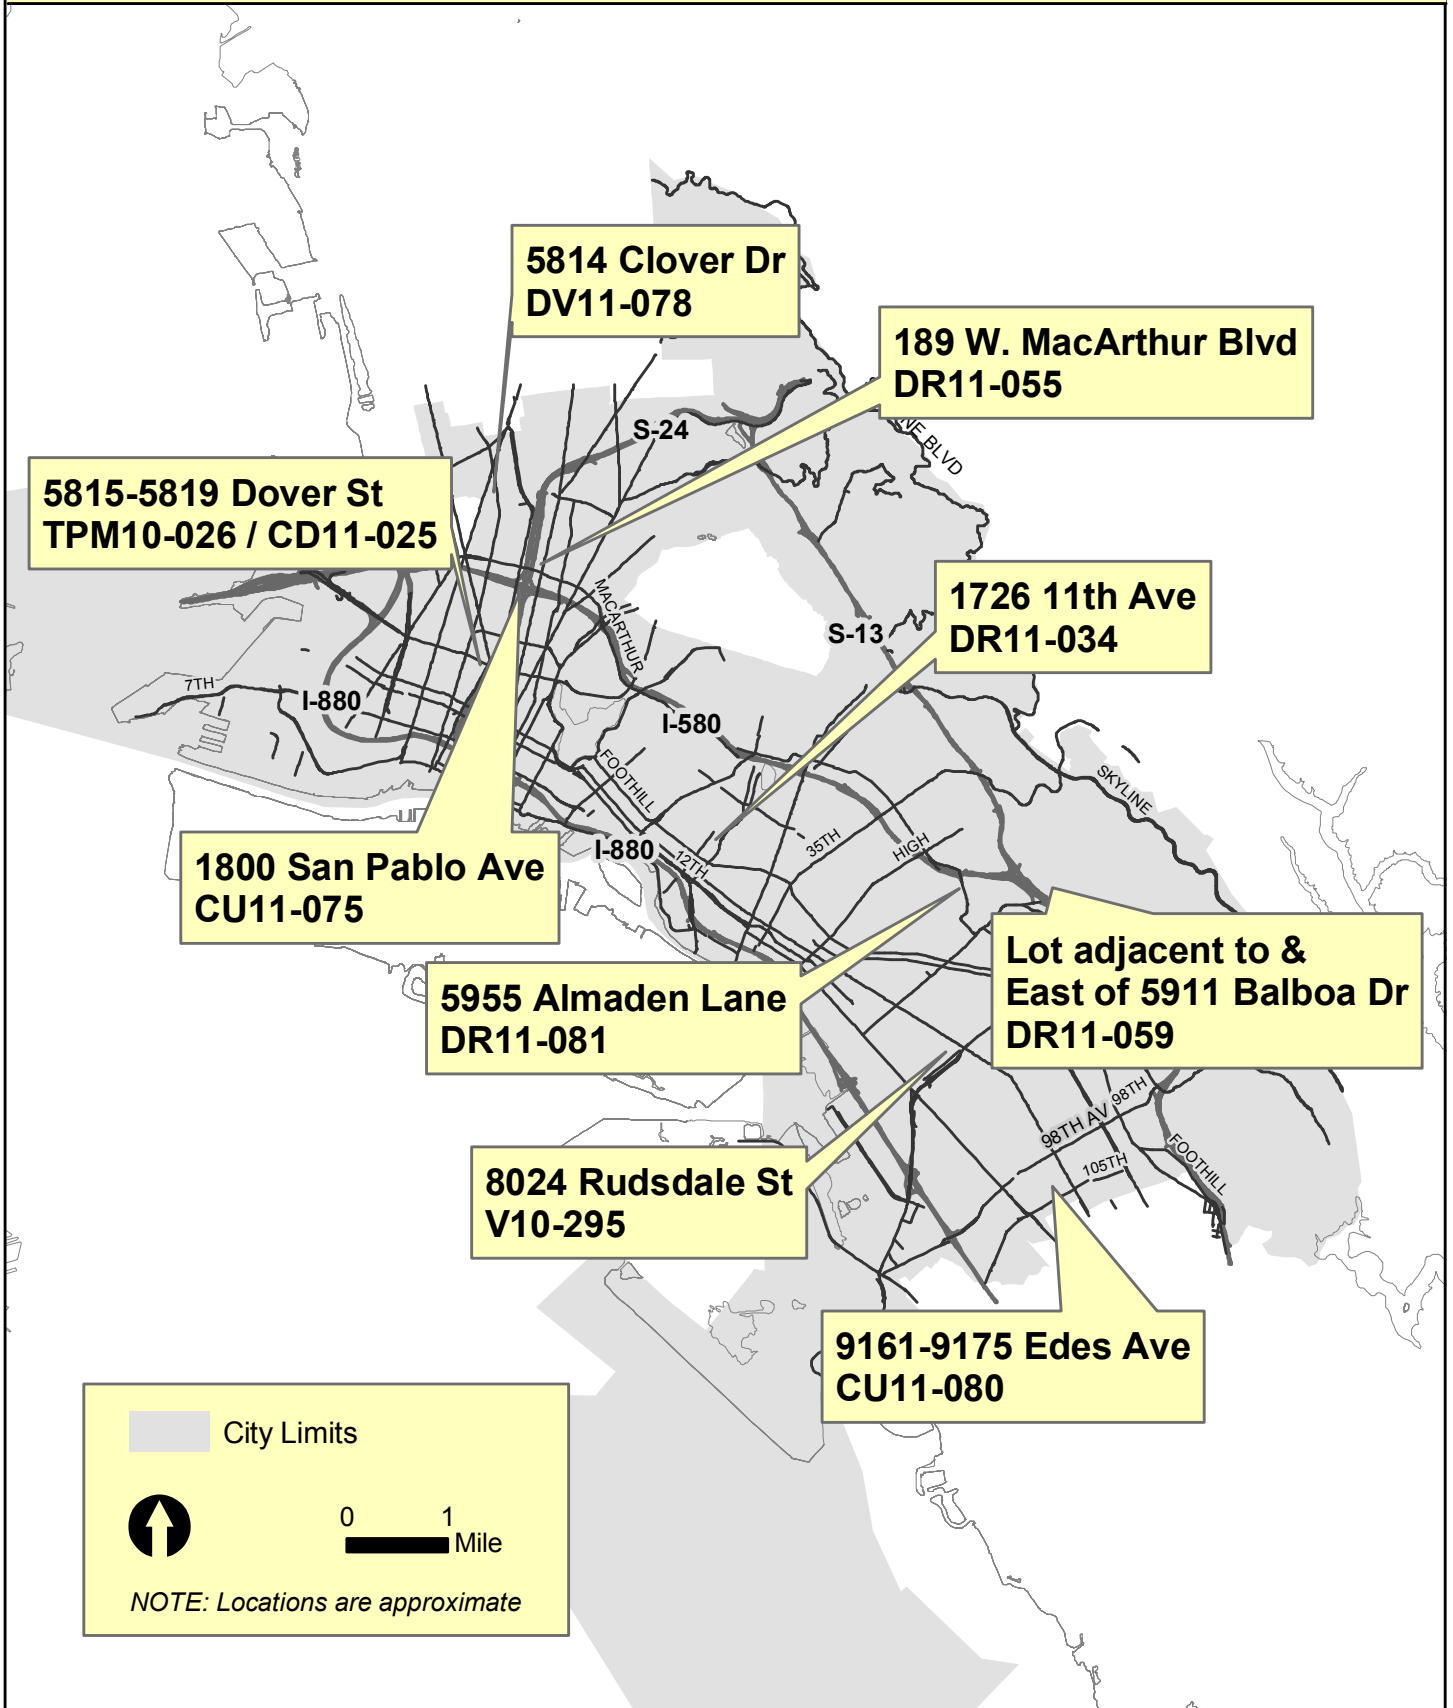 5814 Clover Dr
DV11-078
189 W. MacArthur Blvd
DR11-055
NE BLVD
S-24
5815-5819 Dover St
TPM10-026 / CD11-025
1726 11th Ave
DR11-034
MACARTHUR
S-13
7TH
I-880
I-580
FOOTHILL
SKYLINE
35TH
HIGH
I-880
12TH
1800 San Pablo Ave
CU11-075
Lot adjacent to &
East of 5911 Balboa Dr
DR11-059
5955 Almaden Lane
DR11-081
98TH AV
98TH
105TH
FOOTHILL
8024 Rudsdale St
V10-295
9161-9175 Edes Ave
CU11-080
City Limits
0 1
Mile
NOTE: Locations are approximate